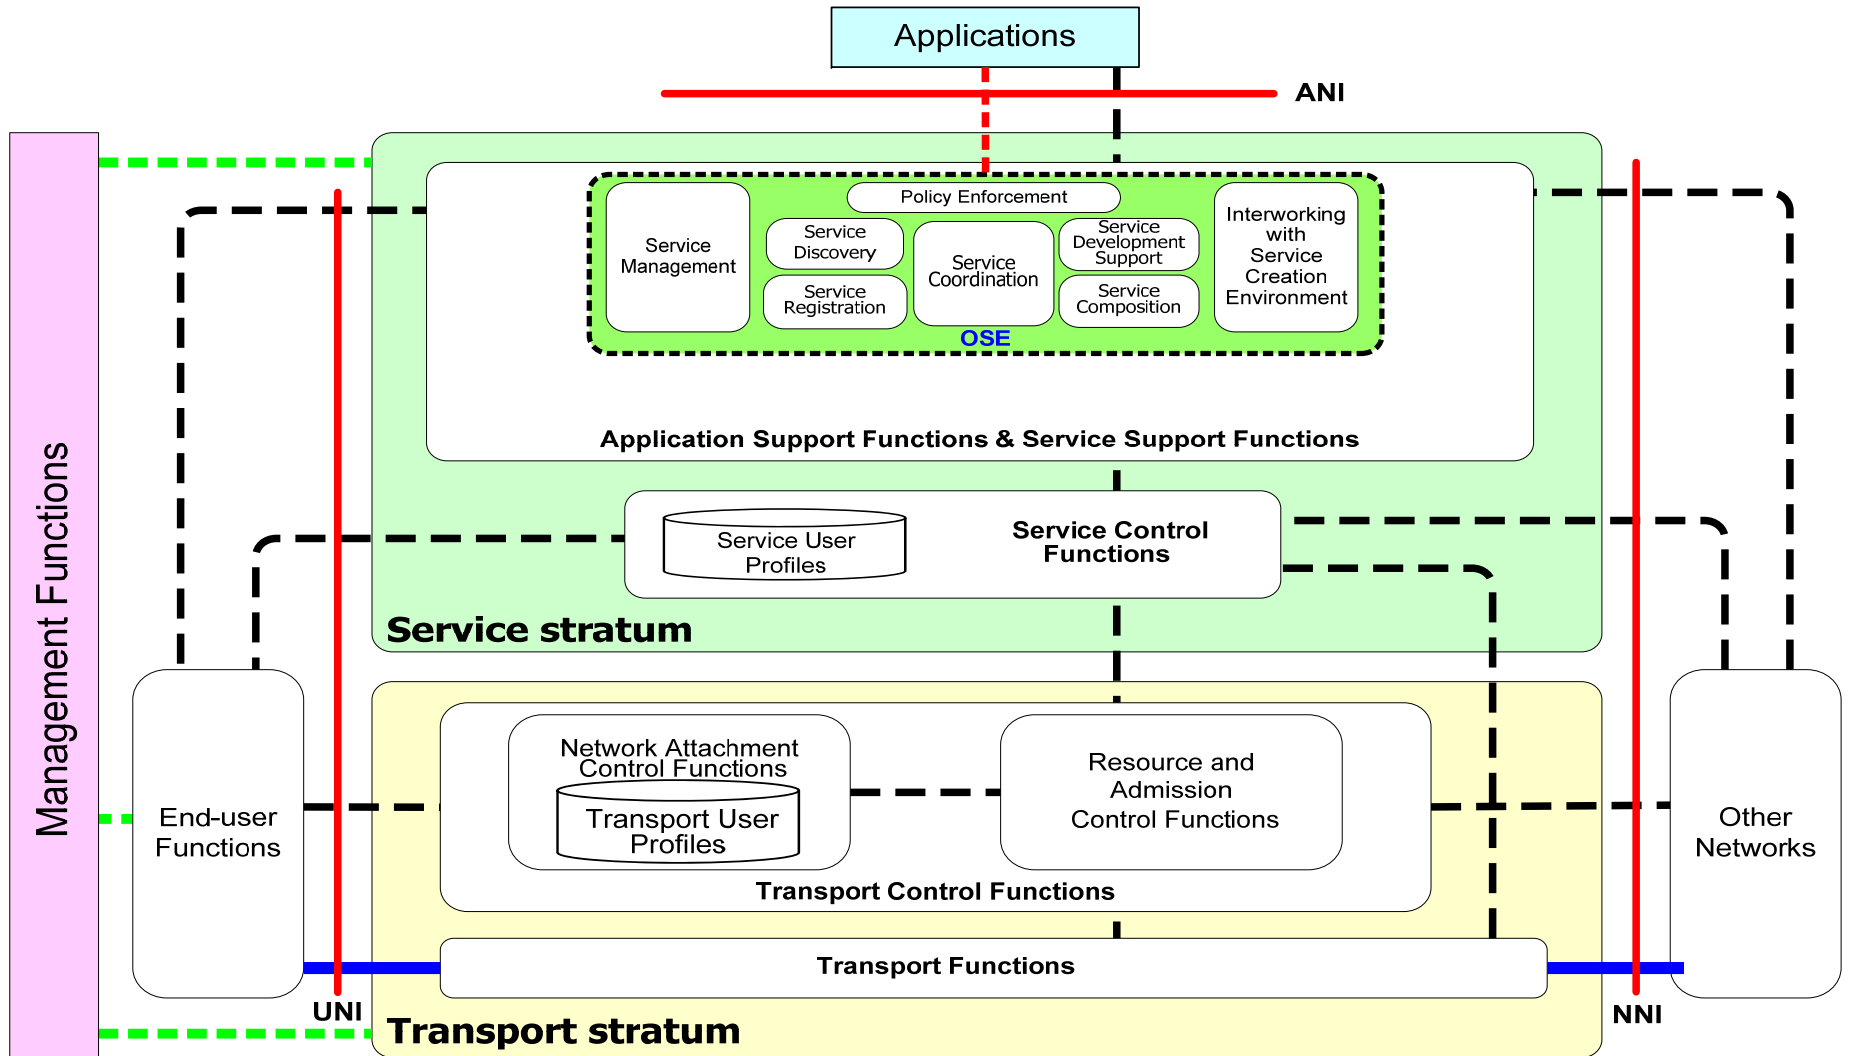 Applications
ANI
Management Functions
Policy Enforcement
Service
Management
Service
Discovery
Service
Registration
Service
Coordination
Service
Development
Support
Service
Composition
Interworking
with
Service
Creation
Environment
OSE
Application Support Functions & Service Support Functions
Service User
Profiles
Service Control
Functions
Service stratum
End-user
Functions
Network Attachment
Control Functions
Transport User
Profiles
Resource and
Admission
Control Functions
Transport Control Functions
Other
Networks
Transport Functions
UNI
NNI
Transport stratum